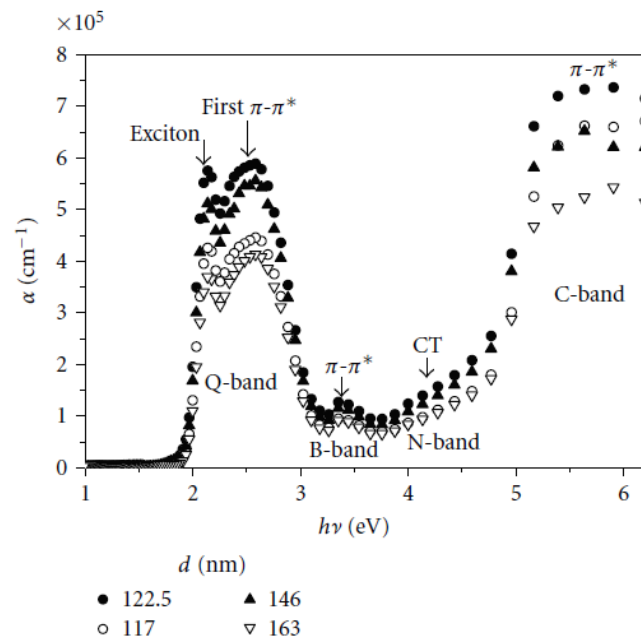 ×10⁵
8
7
6
5
4
3
2
1
0
α (cm⁻¹)
π-π*
First π-π*
Exciton
C-band
CT
π-π*
Q-band
B-band
N-band
1 2 3 4 5 6
hν (eV)
d (nm)
122.5 146
117 163